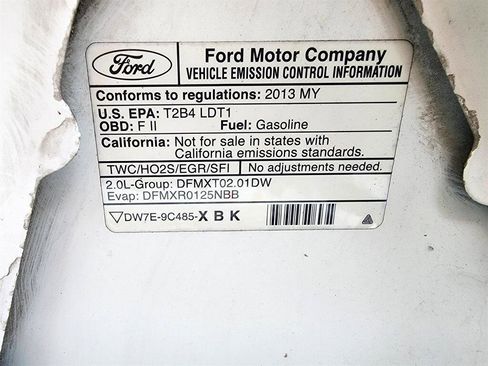 Ford
Ford Motor Company
VEHICLE EMISSION CONTROL INFORMATION
Conforms to regulations: 2013 MY
U.S. EPA: T2B4 LDT1
OBD: F II Fuel: Gasoline
California: Not for sale in states with
California emissions standards.
TWC/HO2S/EGR/SFI No adjustments needed.
2.0L-Group: DFMXT02.01DW
Evap: DFMXR0125NBB
DW7E-9C485-X B K